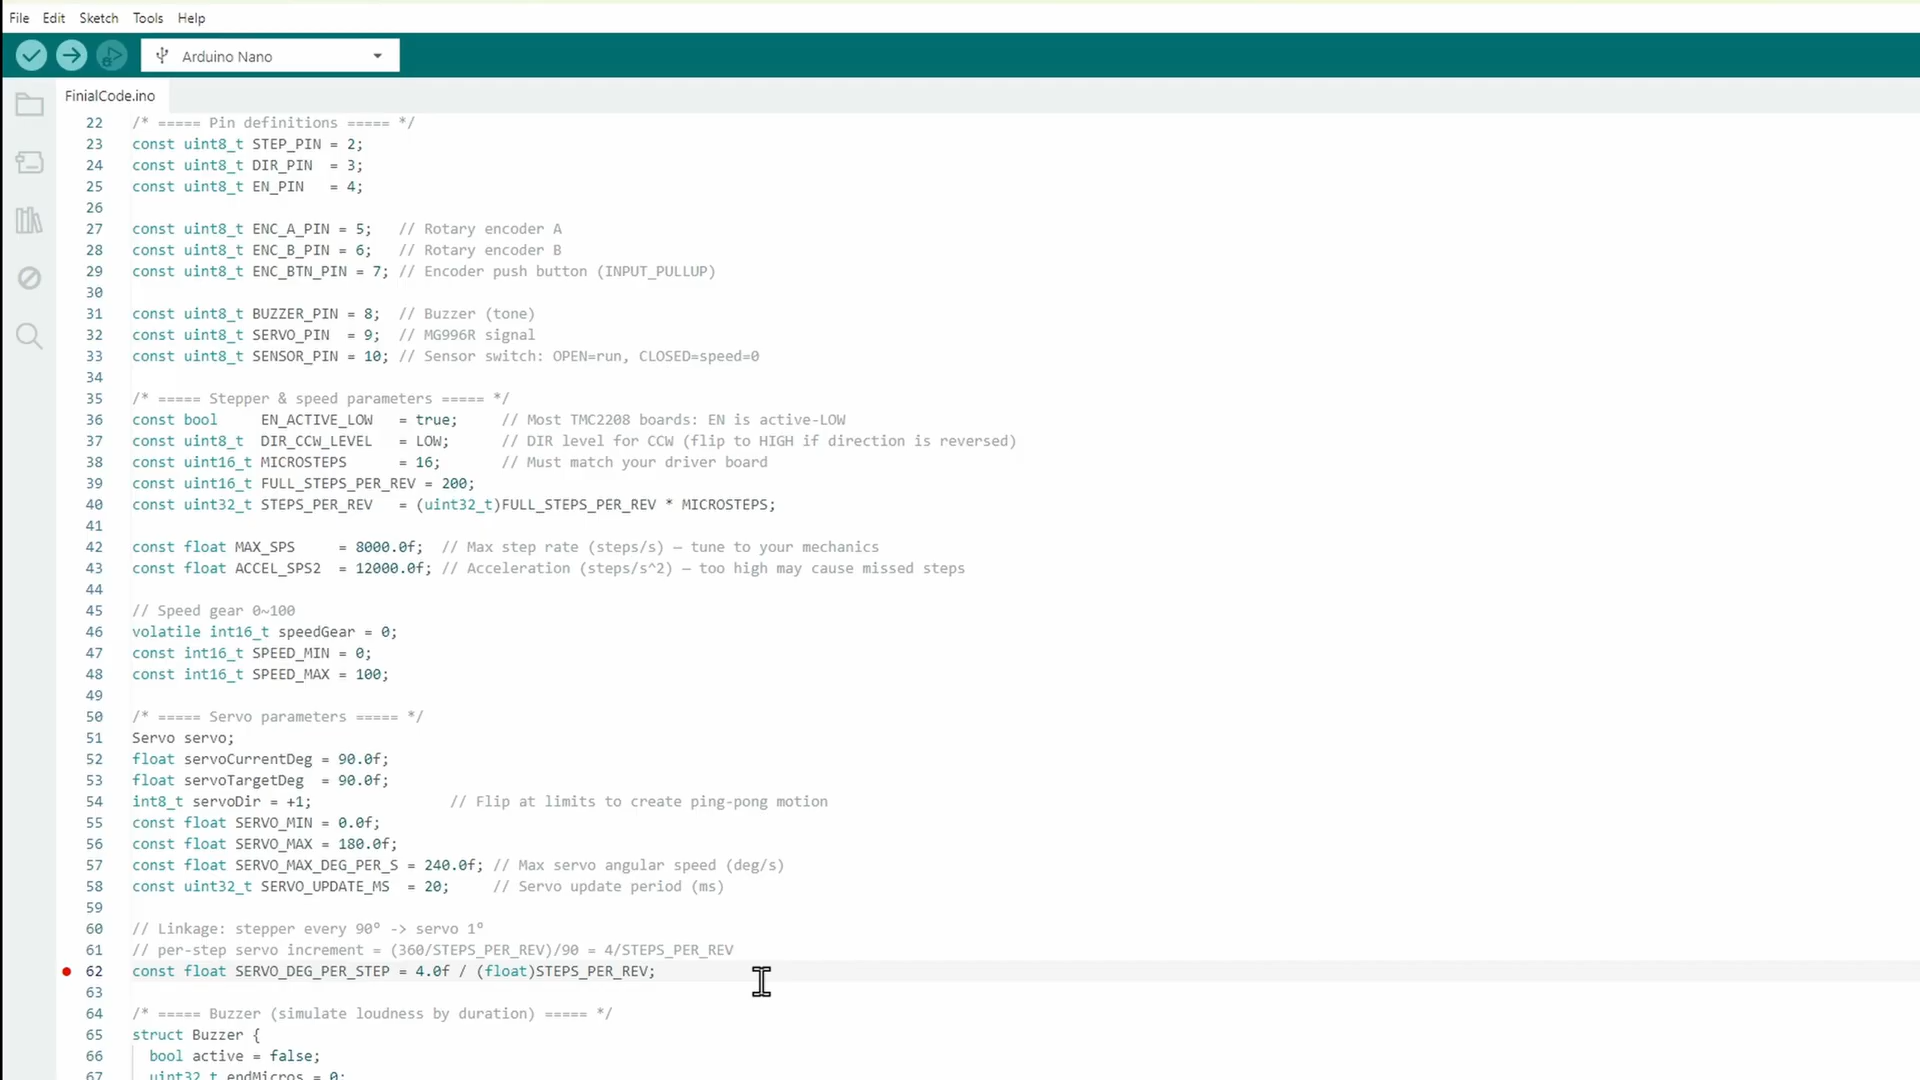 File Edit Sketch Tools Help
Arduino Nano
FinialCode.ino
22 /* ===== Pin definitions ===== */
23 const uint8_t STEP_PIN = 2;
24 const uint8_t DIR_PIN  = 3;
25 const uint8_t EN_PIN   = 4;
26
27 const uint8_t ENC_A_PIN = 5;   // Rotary encoder A
28 const uint8_t ENC_B_PIN = 6;   // Rotary encoder B
29 const uint8_t ENC_BTN_PIN = 7; // Encoder push button (INPUT_PULLUP)
30
31 const uint8_t BUZZER_PIN = 8;  // Buzzer (tone)
32 const uint8_t SERVO_PIN  = 9;  // MG996R signal
33 const uint8_t SENSOR_PIN = 10; // Sensor switch: OPEN=run, CLOSED=speed=0
34
35 /* ===== Stepper & speed parameters ===== */
36 const bool     EN_ACTIVE_LOW   = true;     // Most TMC2208 boards: EN is active-LOW
37 const uint8_t  DIR_CCW_LEVEL   = LOW;      // DIR level for CCW (flip to HIGH if direction is reversed)
38 const uint16_t MICROSTEPS      = 16;       // Must match your driver board
39 const uint16_t FULL_STEPS_PER_REV = 200;
40 const uint32_t STEPS_PER_REV   = (uint32_t)FULL_STEPS_PER_REV * MICROSTEPS;
41
42 const float MAX_SPS     = 8000.0f;  // Max step rate (steps/s) — tune to your mechanics
43 const float ACCEL_SPS2  = 12000.0f; // Acceleration (steps/s^2) — too high may cause missed steps
44
45 // Speed gear 0~100
46 volatile int16_t speedGear = 0;
47 const int16_t SPEED_MIN = 0;
48 const int16_t SPEED_MAX = 100;
49
50 /* ===== Servo parameters ===== */
51 Servo servo;
52 float servoCurrentDeg = 90.0f;
53 float servoTargetDeg  = 90.0f;
54 int8_t servoDir = +1;                // Flip at limits to create ping-pong motion
55 const float SERVO_MIN = 0.0f;
56 const float SERVO_MAX = 180.0f;
57 const float SERVO_MAX_DEG_PER_S = 240.0f; // Max servo angular speed (deg/s)
58 const uint32_t SERVO_UPDATE_MS  = 20;     // Servo update period (ms)
59
60 // Linkage: stepper every 90° -> servo 1°
61 // per-step servo increment = (360/STEPS_PER_REV)/90 = 4/STEPS_PER_REV
62 const float SERVO_DEG_PER_STEP = 4.0f / (float)STEPS_PER_REV;
63
64 /* ===== Buzzer (simulate loudness by duration) ===== */
65 struct Buzzer {
66   bool active = false;
67   uint32_t endMicros = 0;